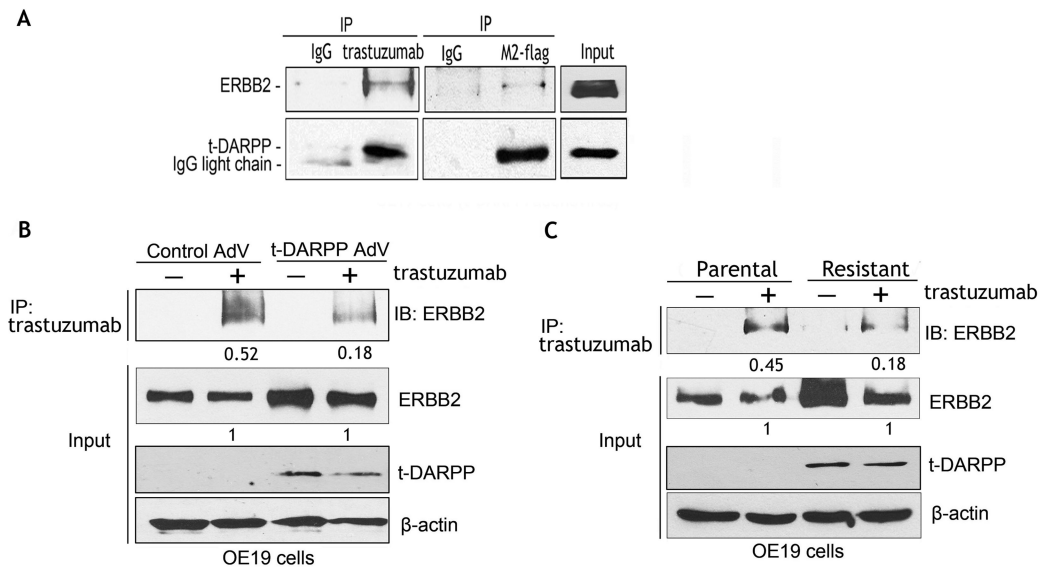 A
IP IP
IgG trastuzumab IgG M2-flag Input
ERBB2 -
t-DARPP -
IgG light chain -
B
Control AdV t-DARPP AdV
— + — + trastuzumab
IP: trastuzumab
IB: ERBB2
0.52 0.18
Input
ERBB2
1 1
t-DARPP
β-actin
OE19 cells
C
Parental Resistant
— + — + trastuzumab
IP: trastuzumab
IB: ERBB2
0.45 0.18
Input
ERBB2
1 1
t-DARPP
β-actin
OE19 cells